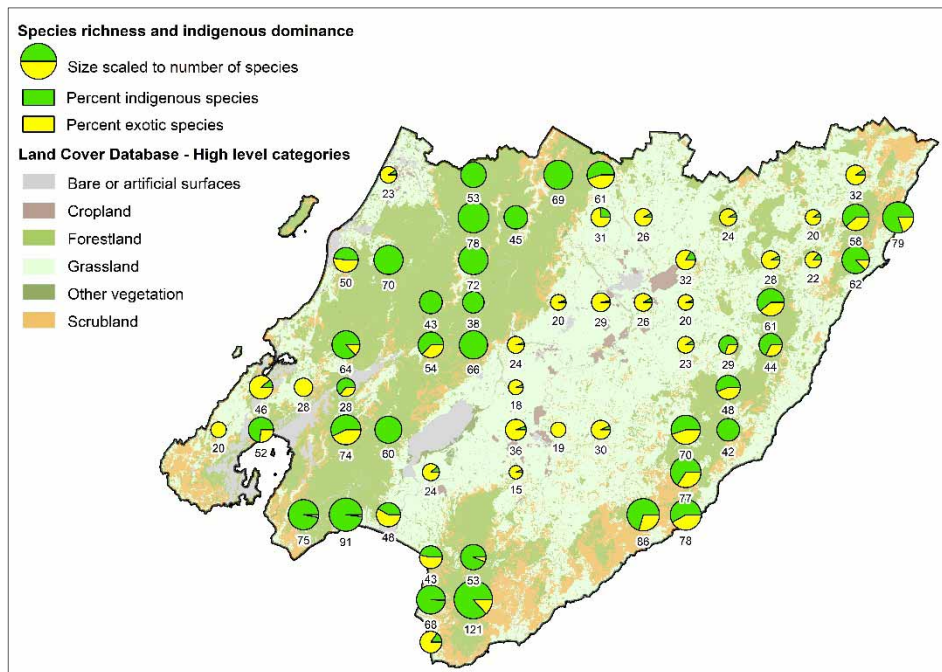 Species richness and indigenous dominance
Size scaled to number of species
Percent indigenous species
Percent exotic species
Land Cover Database - High level categories
Bare or artificial surfaces
Cropland
Forestland
Grassland
Other vegetation
Scrubland
23 53 69 61 32
78 45 31 26 24 20 58 79
50 70 72 32 28 22 62
43 38 20 29 26 20 61
64 54 66 24 23 29 44
46 28 28 18 48
20 52 74 60 36 19 30 70 42
24 15 77
75 91 48 86 78
43 53
68 121